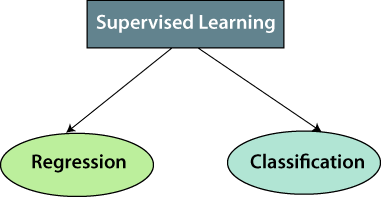 Supervised Learning
Regression
Classification